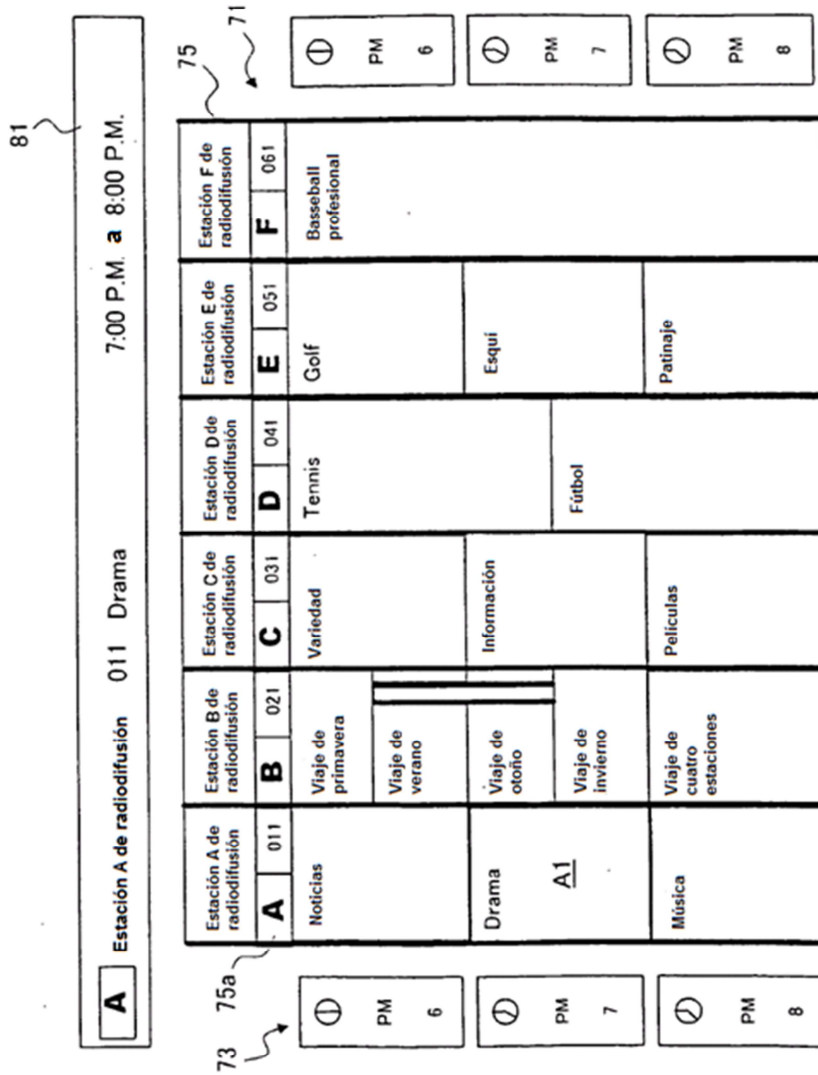 81
A Estación A de radiodifusión 011 Drama 7:00 P.M. a 8:00 P.M.
75
71
75a
73
Estación A de
radiodifusión
Estación B de
radiodifusión
Estación C de
radiodifusión
Estación D de
radiodifusión
Estación E de
radiodifusión
Estación F de
radiodifusión
A 011
B 021
C 031
D 041
E 051
F 061
PM
6
Noticias
Viaje de
primavera
Viaje de
verano
Variedad
Tennis
Golf
Basseball
profesional
PM
6
PM
7
Drama
A1
Viaje de
otoño
Viaje de
invierno
Información
Fútbol
Esquí
PM
7
PM
8
Música
Viaje de
cuatro
estaciones
Películas
Patinaje
PM
8